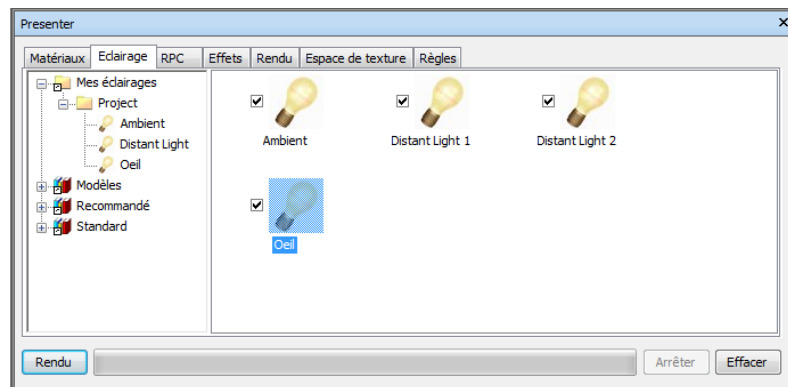 Presenter
Matériaux Eclairage RPC Effets Rendu Espace de texture Règles
Mes éclairages
Project
Ambient
Distant Light
Oeil
Modèles
Recommandé
Standard
Ambient Distant Light 1 Distant Light 2
Oeil
Rendu Arrêter Effacer